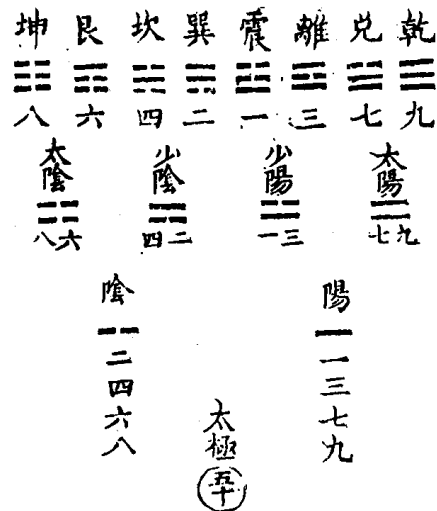 乾 兌 離 震 巽 坎 艮 坤
九 七 三 一 二 四 六 八
太陽 少陽 少陰 太陰
九七 三一 二四 六八
陽 陰
一三七九 二四六八
太極
五十